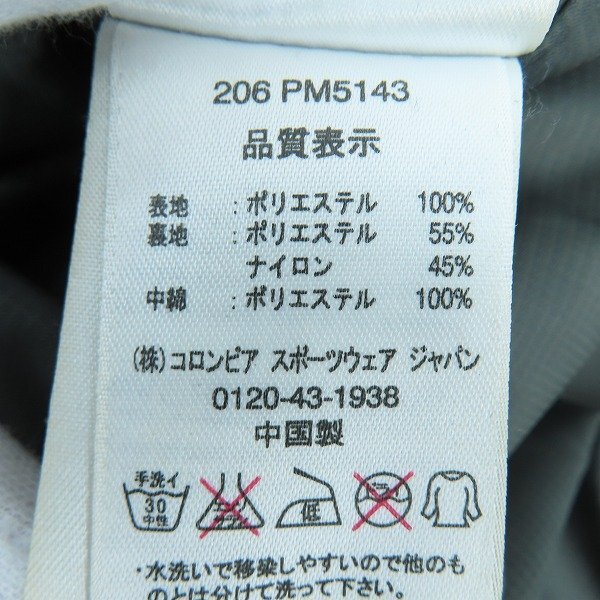 206 PM5143
品質表示
表地 : ポリエステル 100%
裏地 : ポリエステル 55%
ナイロン 45%
中綿 : ポリエステル 100%
(株)コロンビア スポーツウェア ジャパン
0120-43-1938
中国製
手洗イ
30
中性
低
・水洗いで移染しやすいので他のも
のとは分けて洗って下さい。